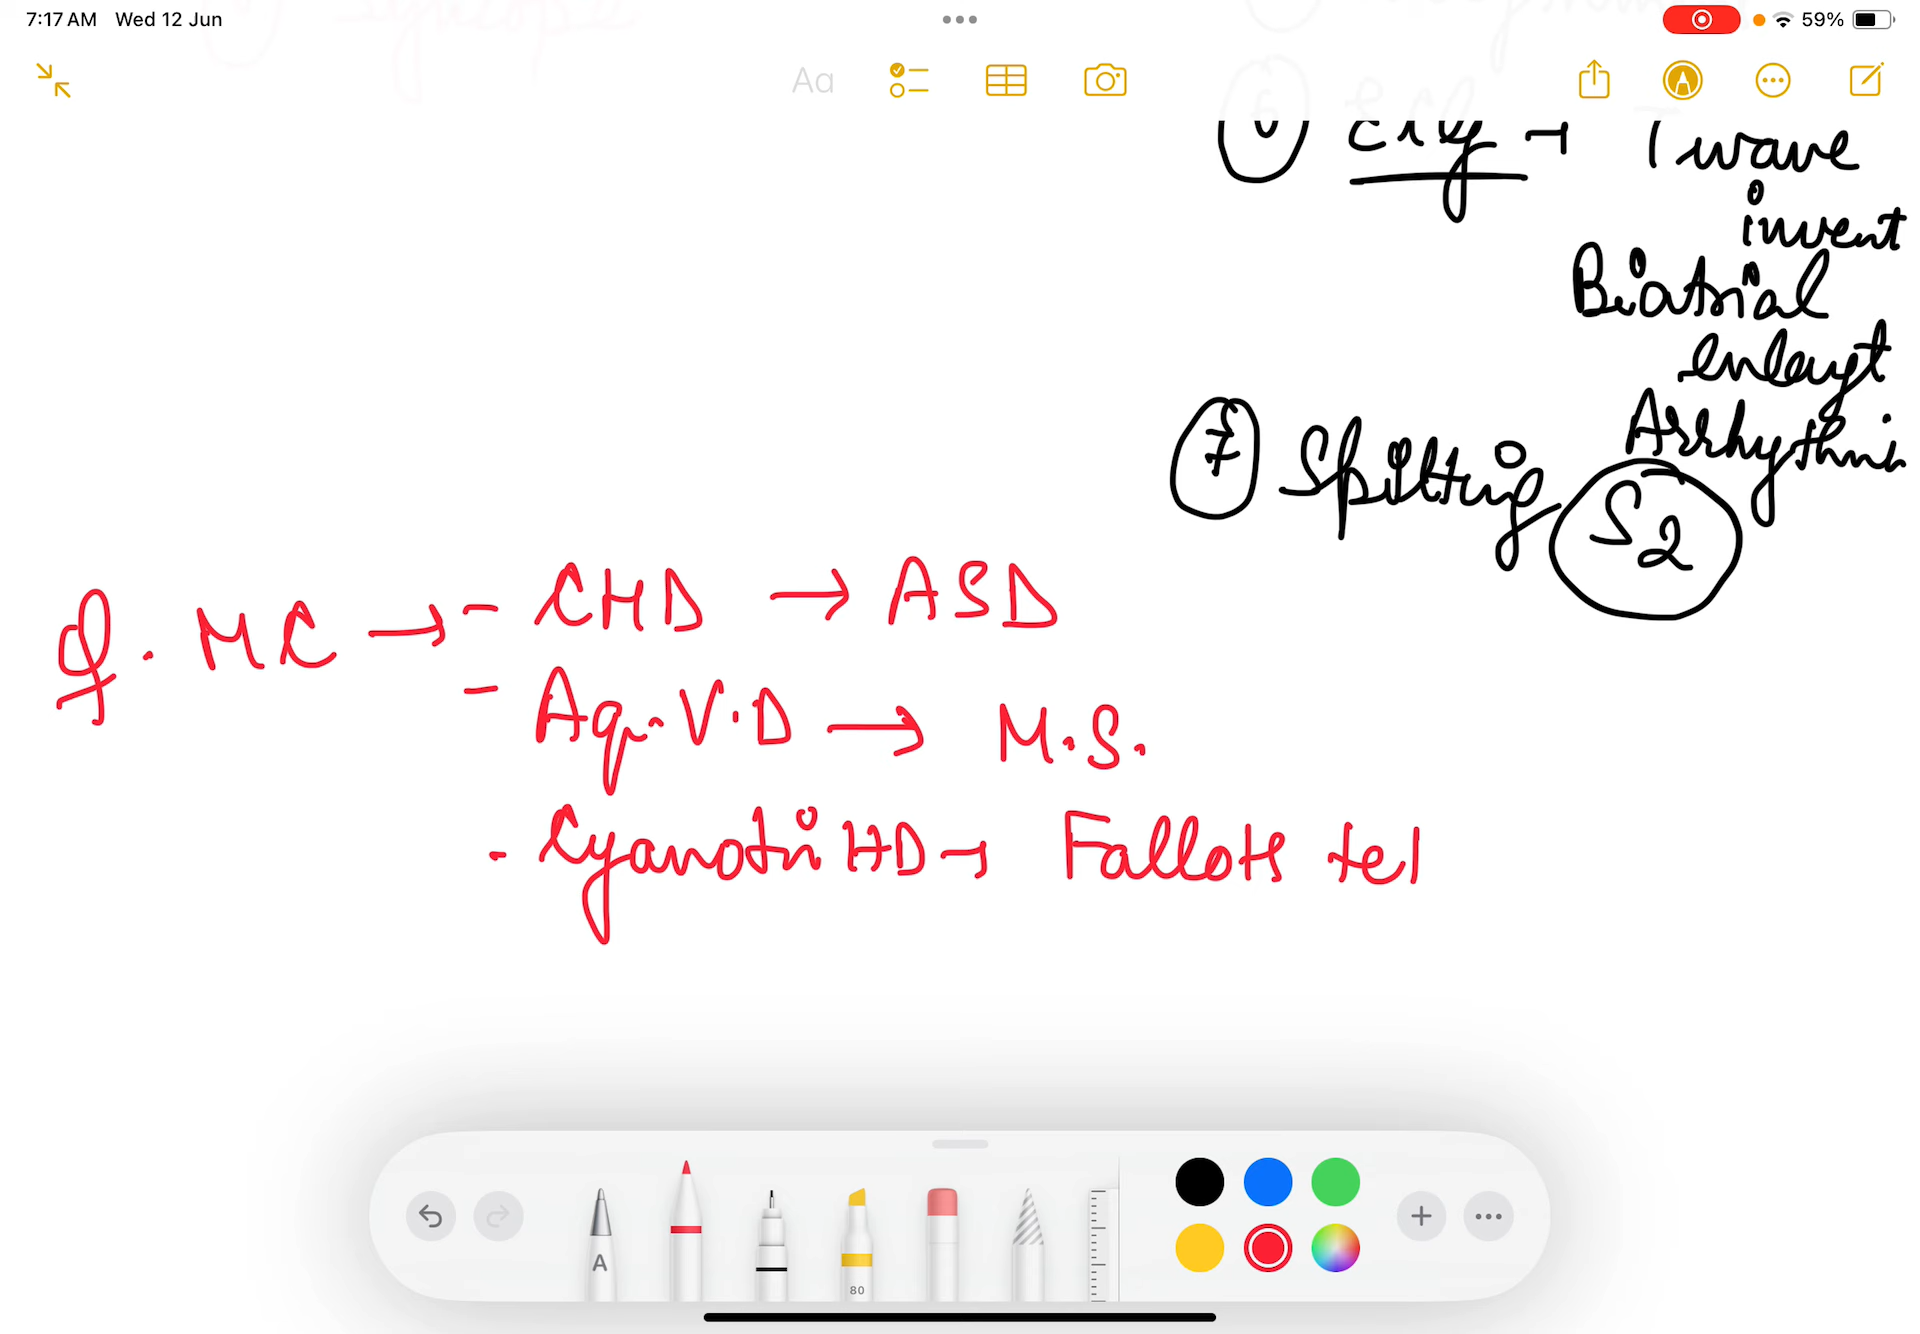 7:17 AM Wed 12 Jun
59%
Aa
6 ECG → T wave
invert
Biatrial
enlargt
Arrhythmia
7 Splitting S2
Q. MC → - CHD → ASD
- Aq. V.D → M.S.
- Cyanotic HD → Fallots tet
A
80